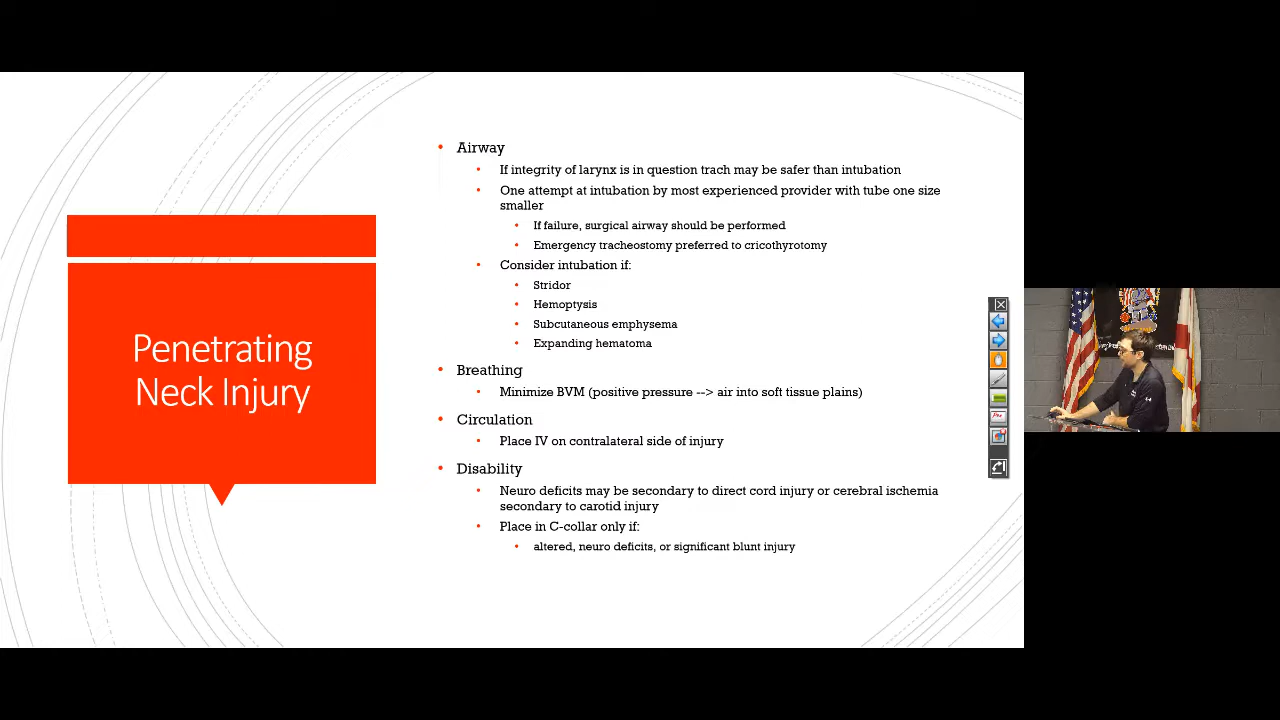 Penetrating
Neck Injury
Airway
If integrity of larynx is in question trach may be safer than intubation
One attempt at intubation by most experienced provider with tube one size
smaller
If failure, surgical airway should be performed
Emergency tracheostomy preferred to cricothyrotomy
Consider intubation if:
Stridor
Hemoptysis
Subcutaneous emphysema
Expanding hematoma
Breathing
Minimize BVM (positive pressure --> air into soft tissue plains)
Circulation
Place IV on contralateral side of injury
Disability
Neuro deficits may be secondary to direct cord injury or cerebral ischemia
secondary to carotid injury
Place in C-collar only if:
altered, neuro deficits, or significant blunt injury